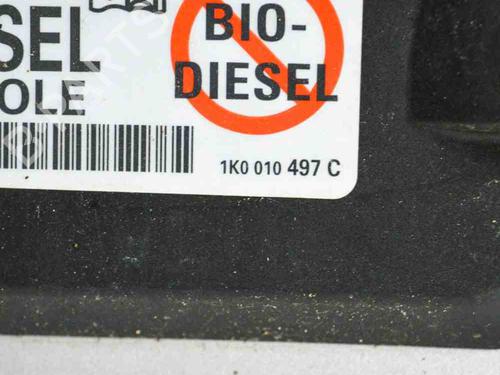 SEL
OLE
BIO-
DIESEL
1K0 010 497 C